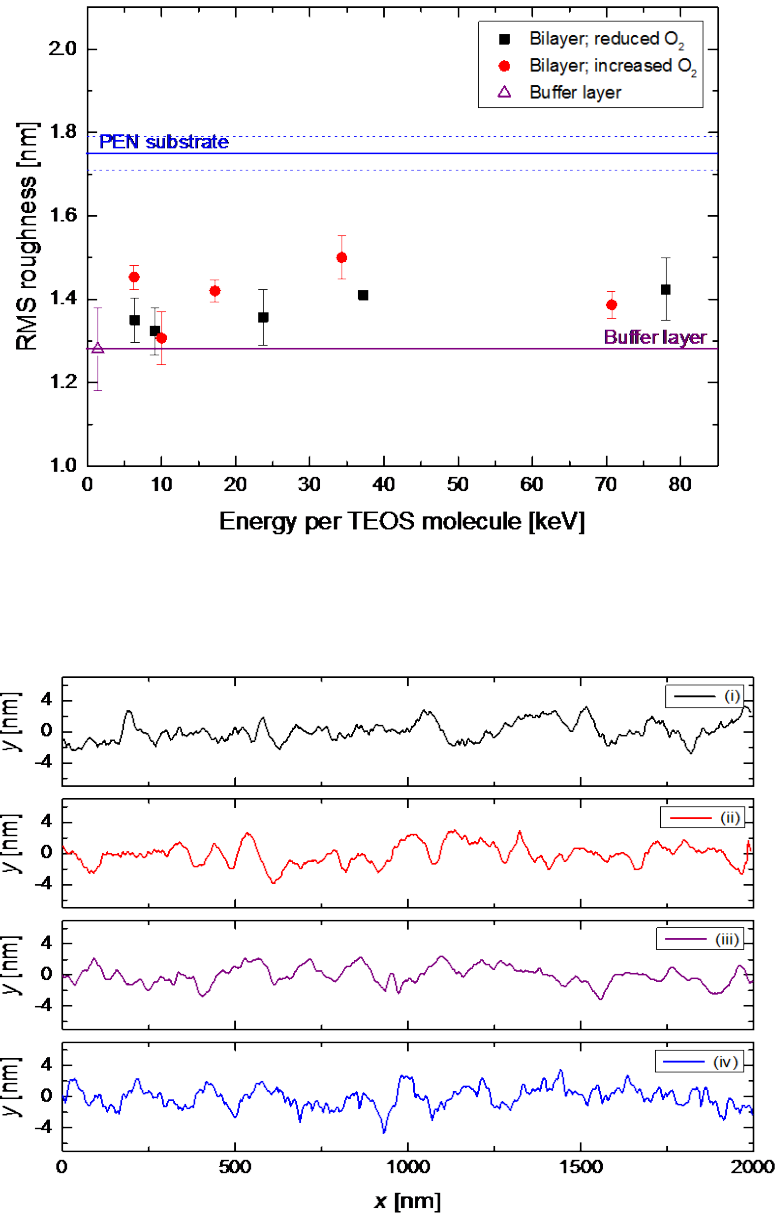 2.0
1.8
1.6
1.4
1.2
1.0
RMS roughness [nm]
Bilayer; reduced O₂
Bilayer; increased O₂
Buffer layer
PEN substrate
Buffer layer
0 10 20 30 40 50 60 70 80
Energy per TEOS molecule [keV]
4
0
-4
y [nm]
(i)
4
0
-4
y [nm]
(ii)
4
0
-4
y [nm]
(iii)
4
0
-4
y [nm]
(iv)
0 500 1000 1500 2000
x [nm]